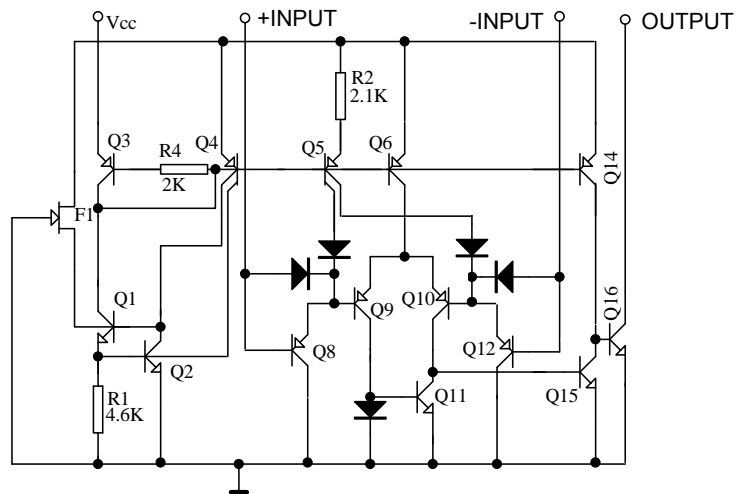 Vcc
+INPUT
-INPUT
OUTPUT
R2
2.1K
Q3
R4
2K
Q4
Q5
Q6
Q14
F1
Q1
Q2
Q8
Q9
Q10
Q12
Q16
R1
4.6K
Q11
Q15